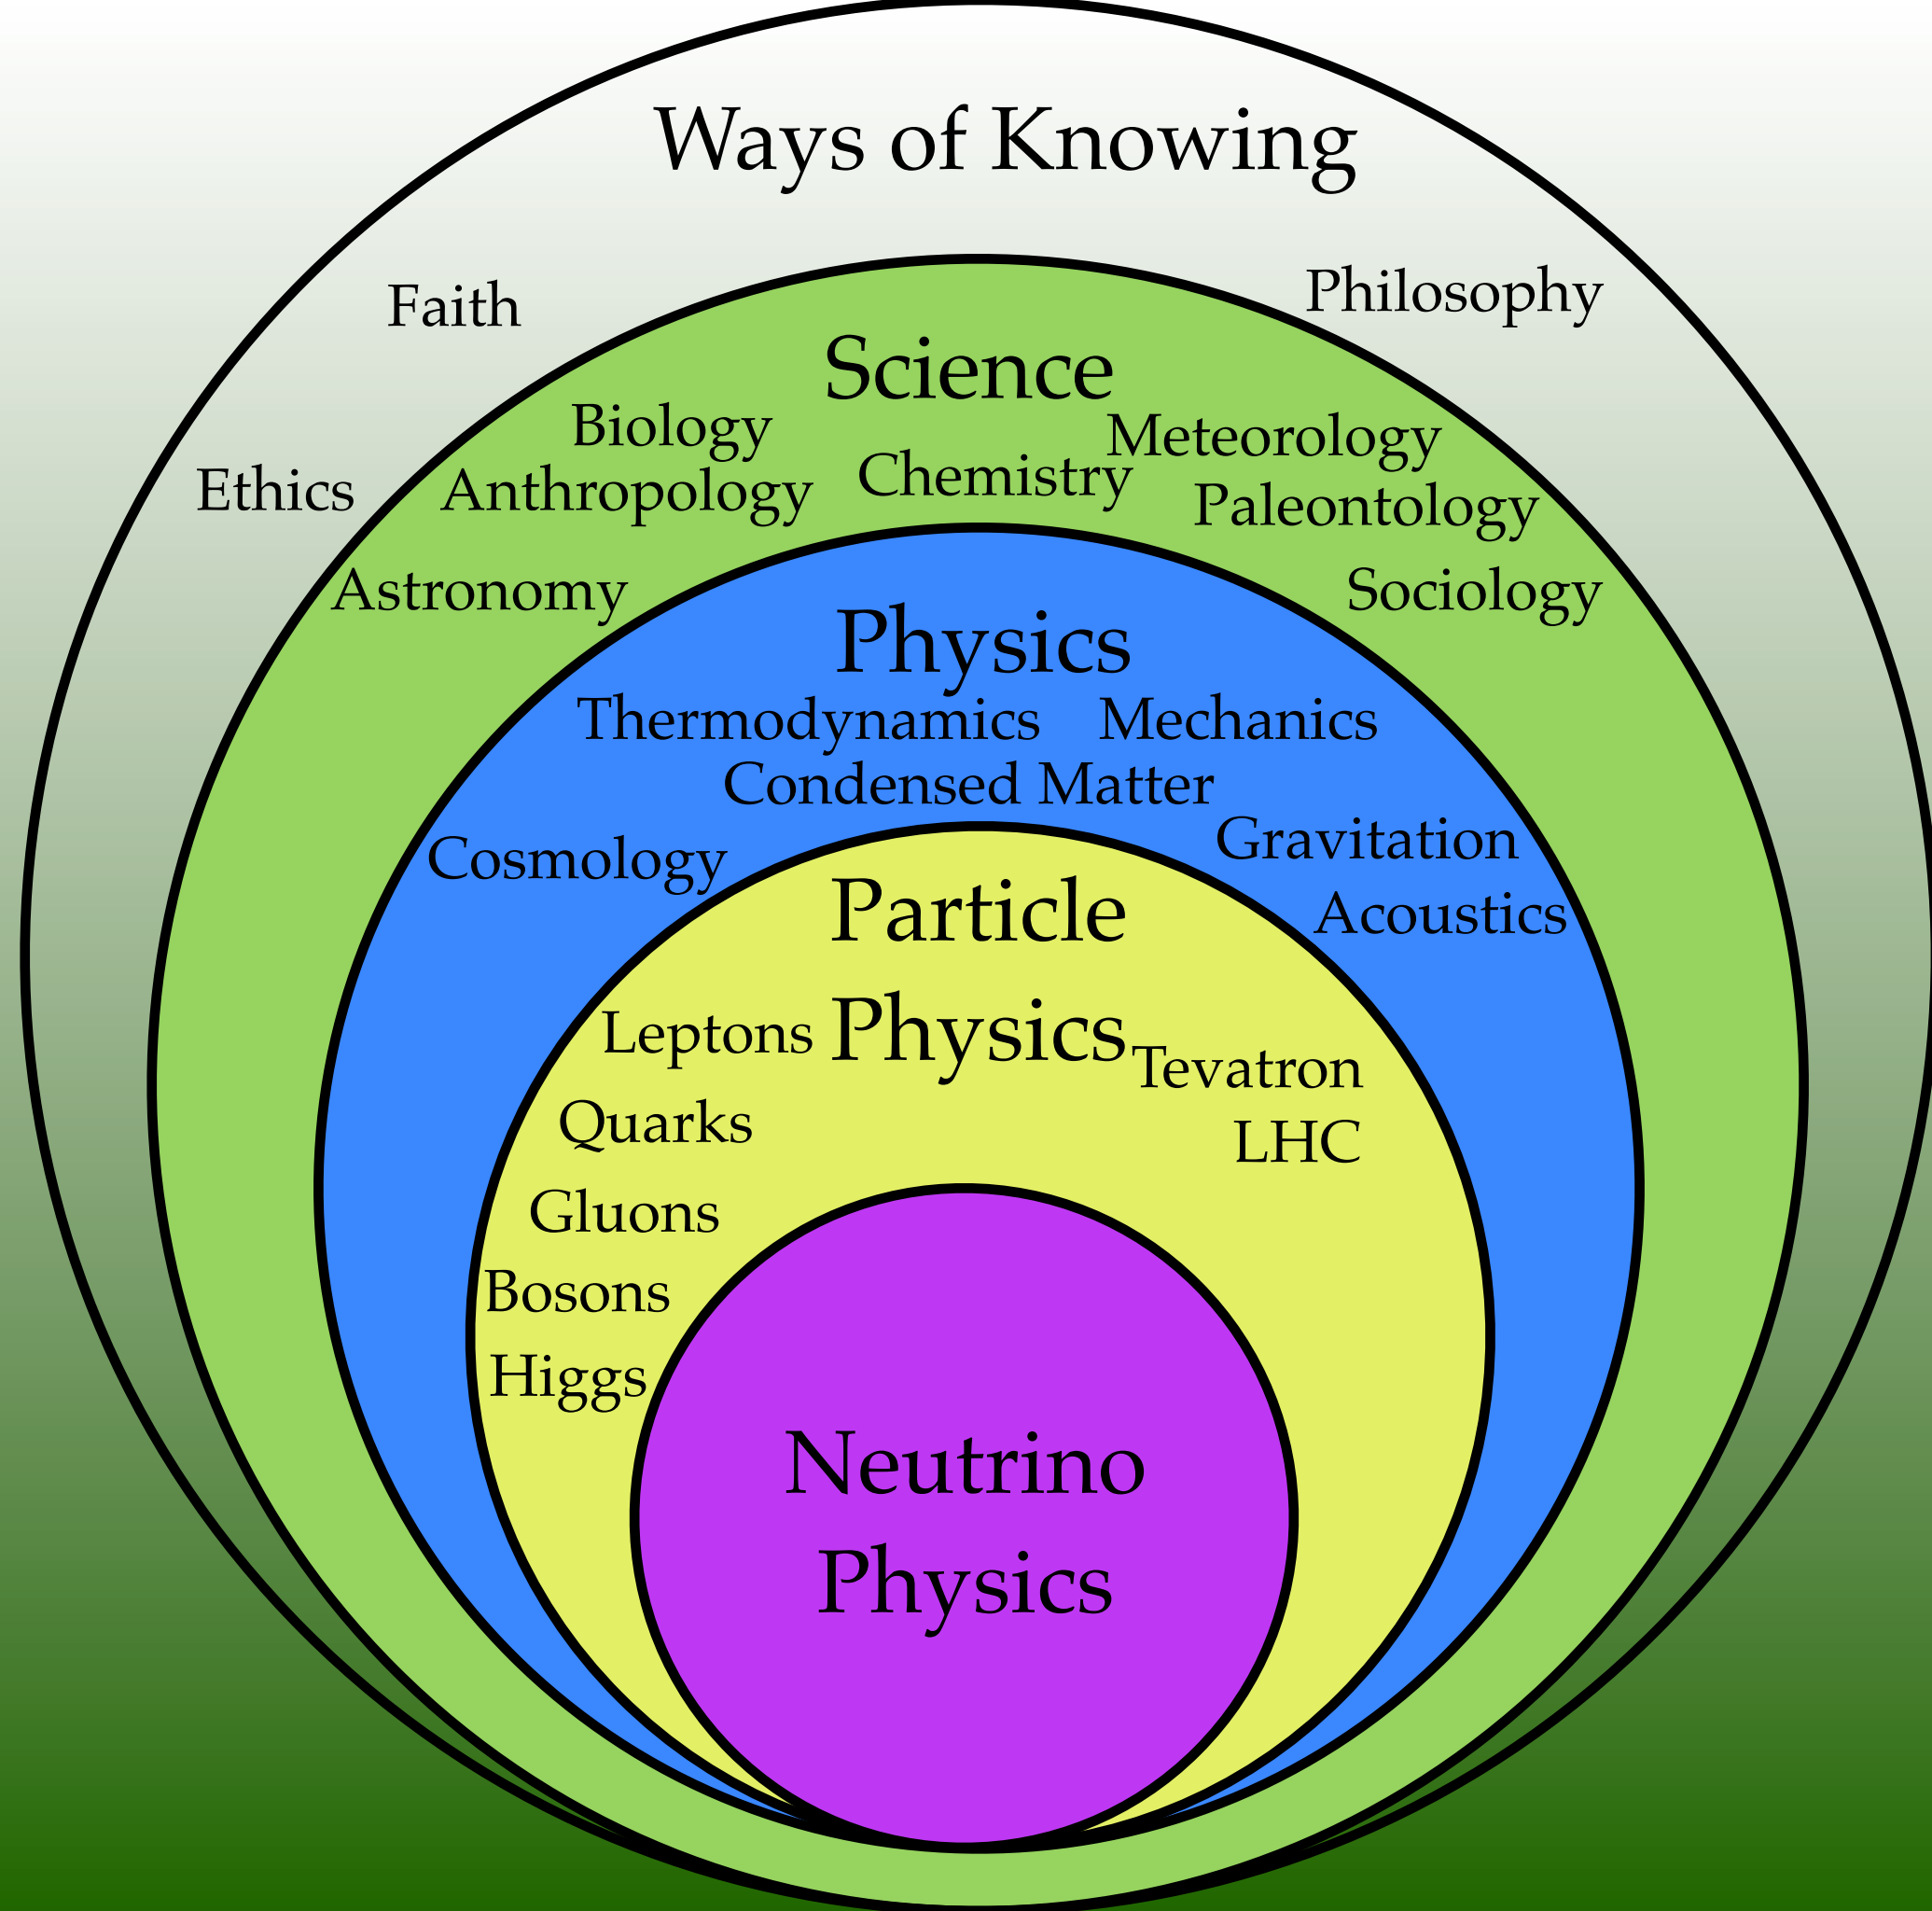 Ways of Knowing
Faith
Philosophy
Ethics
Science
Biology
Meteorology
Anthropology
Chemistry
Paleontology
Astronomy
Sociology
Physics
Thermodynamics
Mechanics
Condensed Matter
Cosmology
Gravitation
Acoustics
Particle
Physics
Leptons
Tevatron
Quarks
LHC
Gluons
Bosons
Higgs
Neutrino
Physics